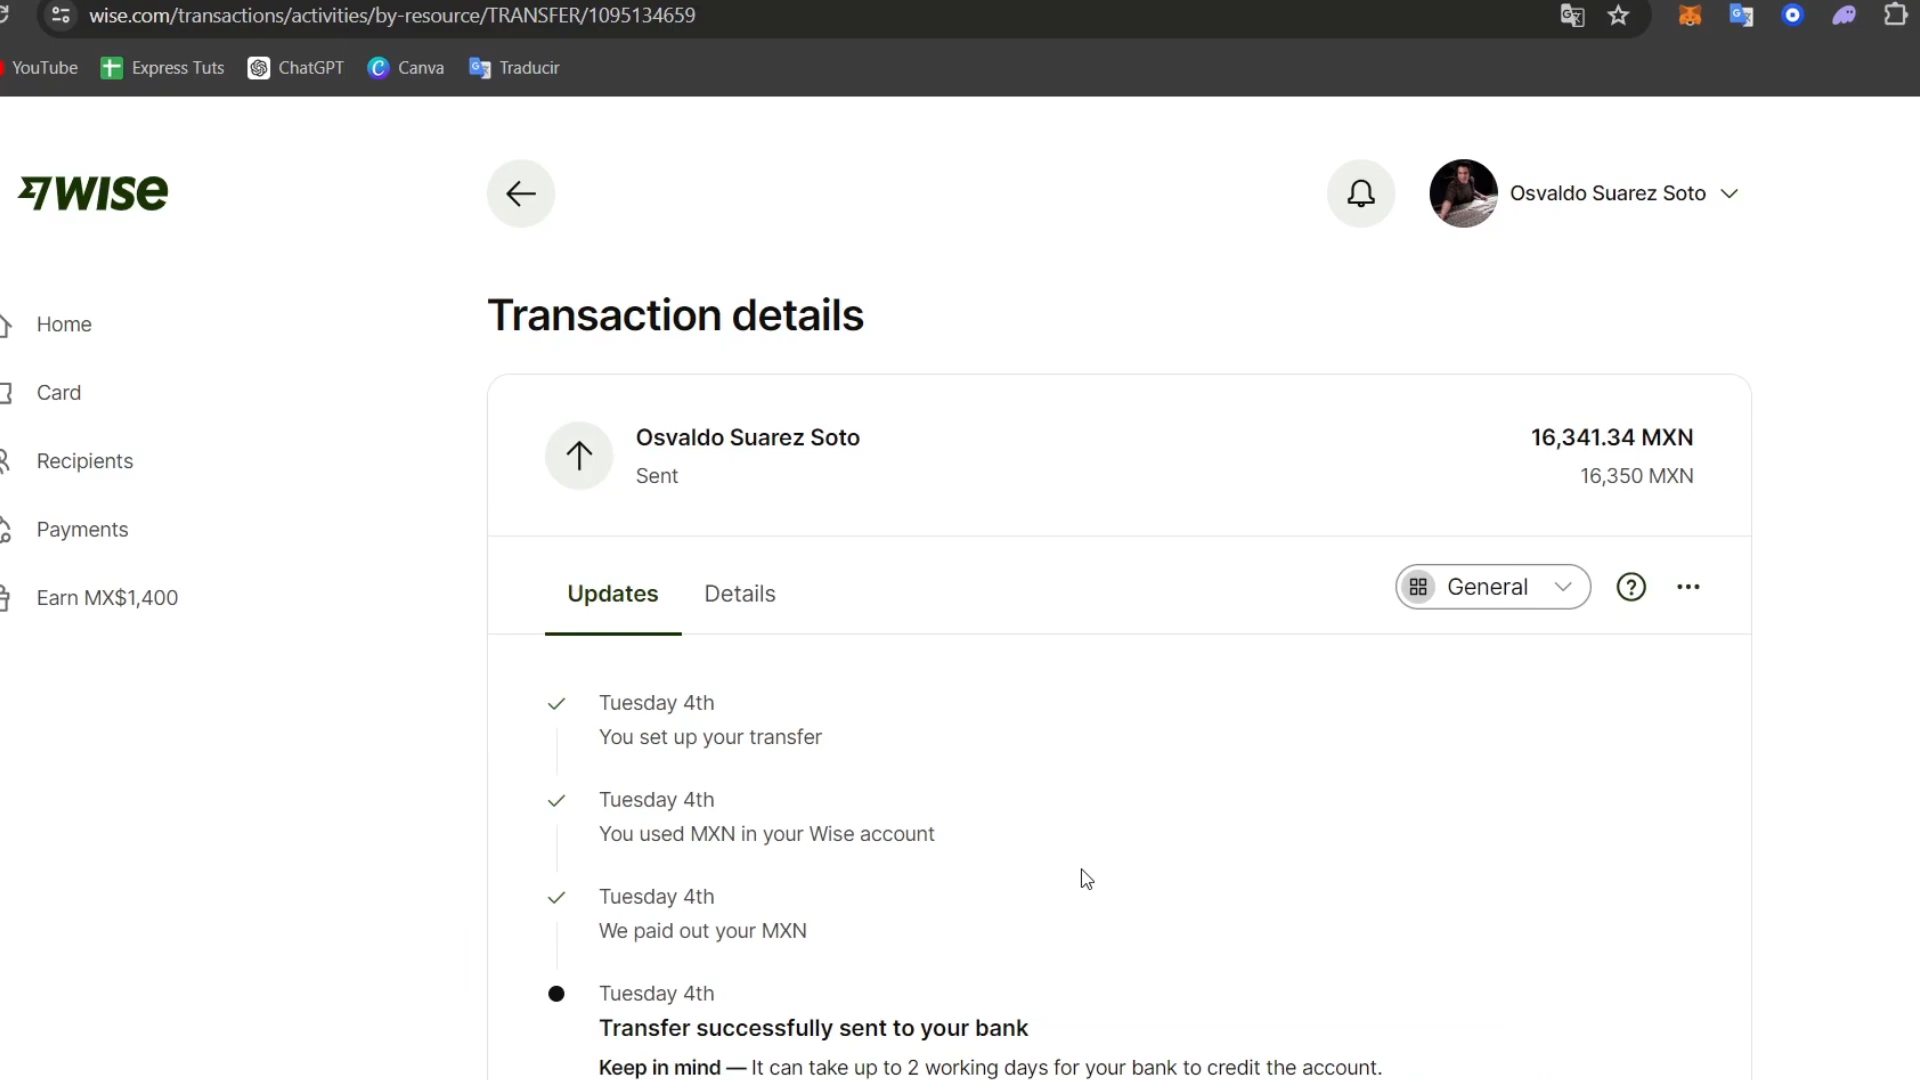 wise.com/transactions/activities/by-resource/TRANSFER/1095134659
YouTube Express Tuts ChatGPT Canva Traducir
WISE
Osvaldo Suarez Soto
Home
Card
Recipients
Payments
Earn MX$1,400
Transaction details
Osvaldo Suarez Soto 16,341.34 MXN
Sent 16,350 MXN
Updates Details General
Tuesday 4th
You set up your transfer
Tuesday 4th
You used MXN in your Wise account
Tuesday 4th
We paid out your MXN
Tuesday 4th
Transfer successfully sent to your bank
Keep in mind — It can take up to 2 working days for your bank to credit the account.